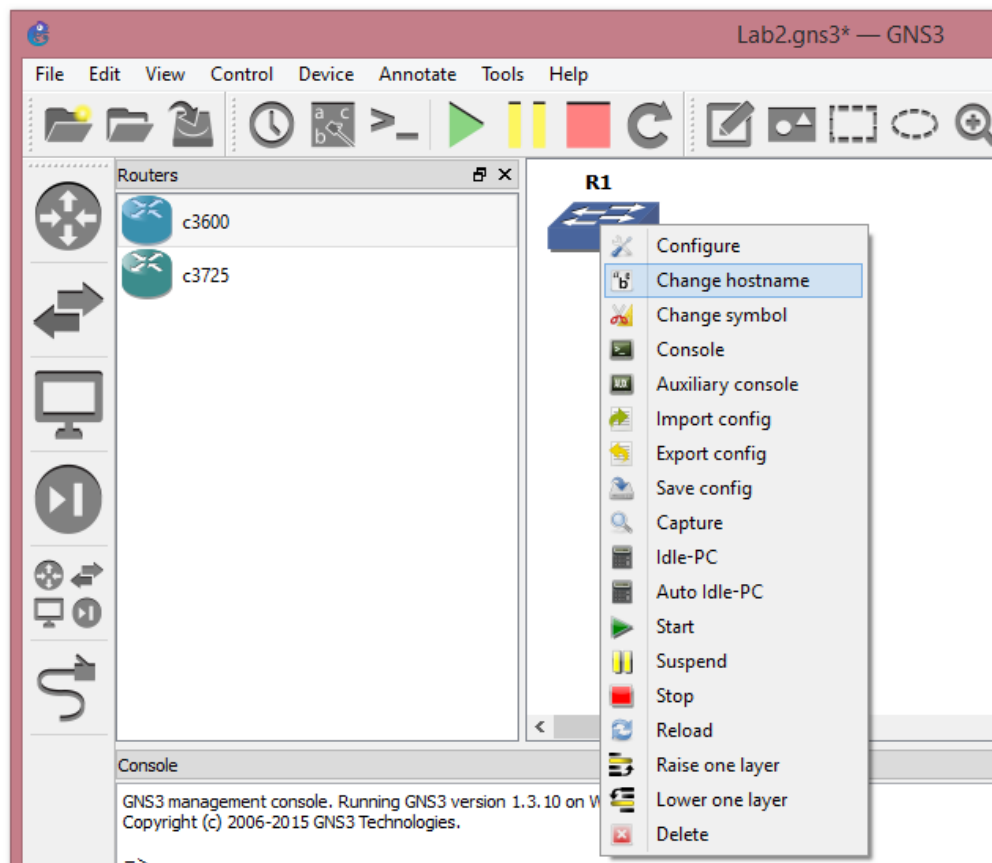 Lab2.gns3* — GNS3
File Edit View Control Device Annotate Tools Help
Routers
c3600
c3725
R1
Configure
Change hostname
Change symbol
Console
Auxiliary console
Import config
Export config
Save config
Capture
Idle-PC
Auto Idle-PC
Start
Suspend
Stop
Reload
Raise one layer
Lower one layer
Delete
Console
GNS3 management console. Running GNS3 version 1.3.10 on W
Copyright (c) 2006-2015 GNS3 Technologies.
=>